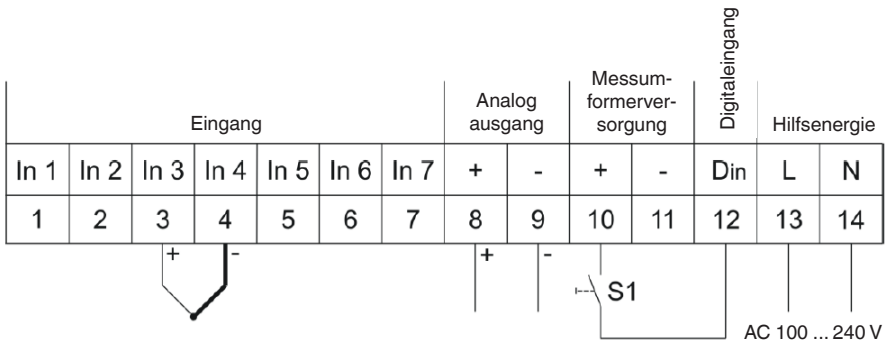 Digitaleingang
Messum-
formerver-
sorgung
Analog
ausgang
Eingang
Hilfsenergie
In 1 In 2 In 3 In 4 In 5 In 6 In 7 + - + - Din L N
1 2 3 4 5 6 7 8 9 10 11 12 13 14
+ - + -
S1
AC 100 ... 240 V